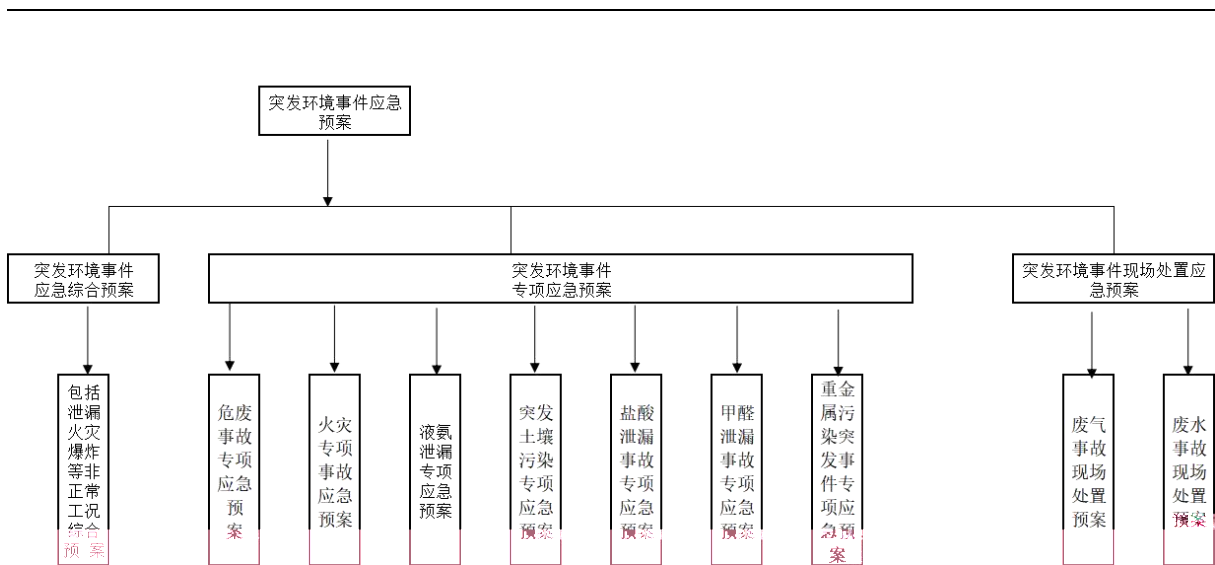 突发环境事件应急
预案
突发环境事件
应急综合预案
突发环境事件
专项应急预案
突发环境事件现场处置应
急预案
包括
泄漏
火灾
爆炸
等非
正常
工况
综合
预 案
危废
事故
专项
应急
预
案
火灾
专项
事故
应急
预案
液氨
泄漏
专项
应急
预案
突发
土壤
污染
专项
应急
预案
盐酸
泄漏
事故
专项
应急
预案
甲醛
泄漏
事故
专项
应急
预案
重金
属污
染突
发事
件专
项应
急预
案
废气
事故
现场
处置
预案
废水
事故
现场
处置
预案